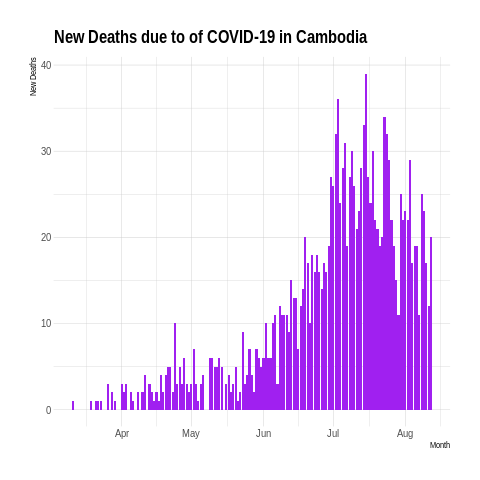 New Deaths due to of COVID-19 in Cambodia
New Deaths
40
30
20
10
0
Apr May Jun Jul Aug
Month